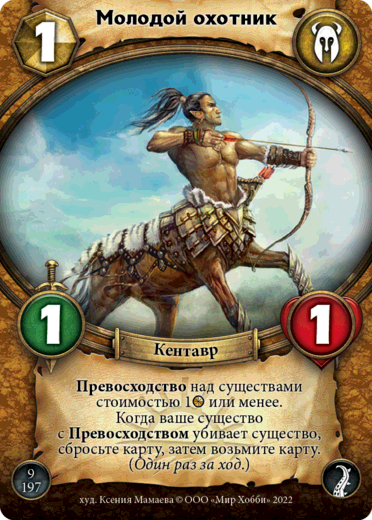 Молодой охотник
1
1
1
Кентавр
Превосходство над существами
стоимостью 1 или менее.
Когда ваше существо
с Превосходством убивает существо,
сбросьте карту, затем возьмите карту.
(Один раз за ход.)
9
197
худ. Ксения Мамаева © ООО «Мир Хобби» 2022